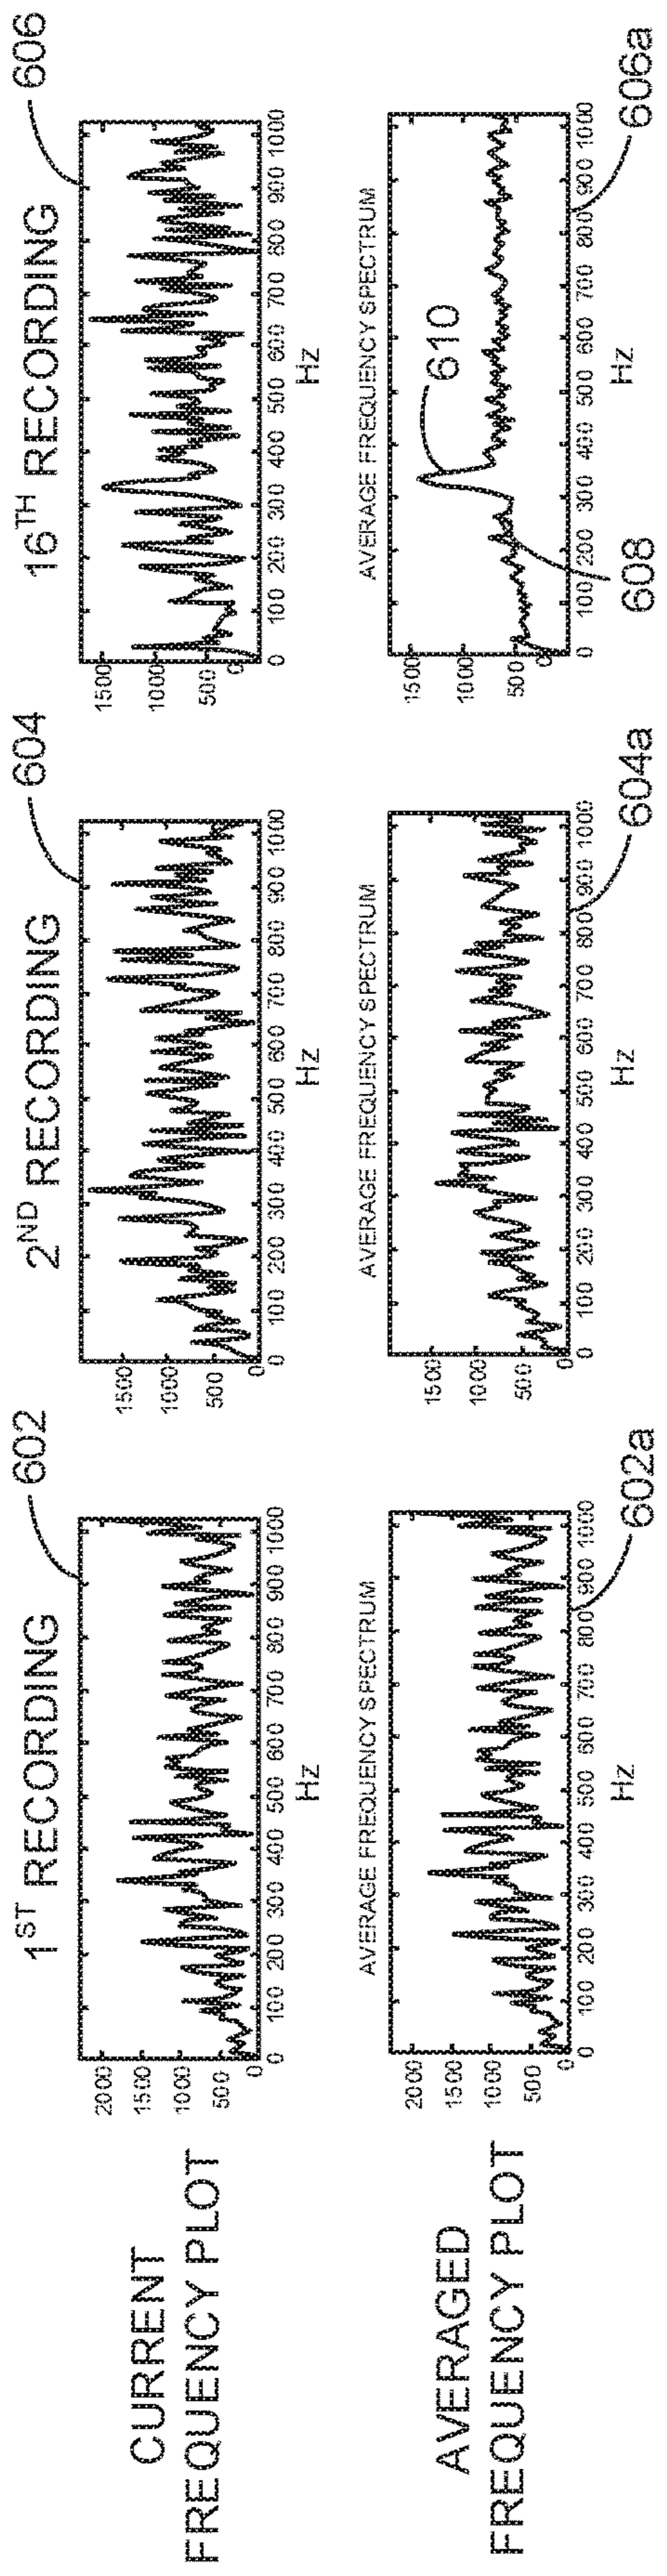 1ST RECORDING
602
2ND RECORDING
604
16TH RECORDING
606
CURRENT
FREQUENCY PLOT
2000
1500
1000
500
0
0 100 200 300 400 500 600 700 800 900 1000
Hz
1500
1000
500
0
0 100 200 300 400 500 600 700 800 900 1000
Hz
1500
1000
500
0
0 100 200 300 400 500 600 700 800 900 1000
Hz
AVERAGED
FREQUENCY PLOT
AVERAGE FREQUENCY SPECTRUM
2000
1500
1000
500
0
0 100 200 300 400 500 600 700 800 900 1000
Hz
602a
AVERAGE FREQUENCY SPECTRUM
1500
1000
500
0
0 100 200 300 400 500 600 700 800 900 1000
Hz
604a
AVERAGE FREQUENCY SPECTRUM
610
1500
1000
500
0
0 100 200 300 400 500 600 700 800 900 1000
Hz
608
606a